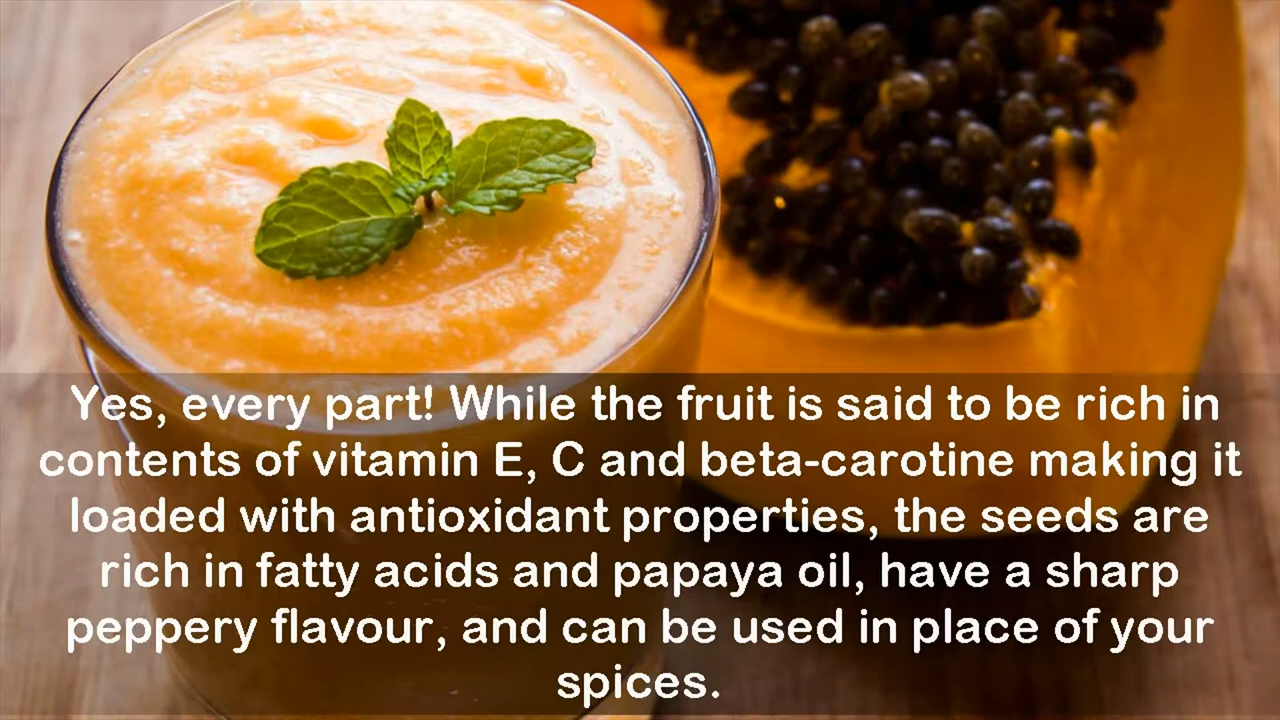 Yes, every part! While the fruit is said to be rich in
contents of vitamin E, C and beta-carotine making it
loaded with antioxidant properties, the seeds are
rich in fatty acids and papaya oil, have a sharp
peppery flavour, and can be used in place of your
spices.